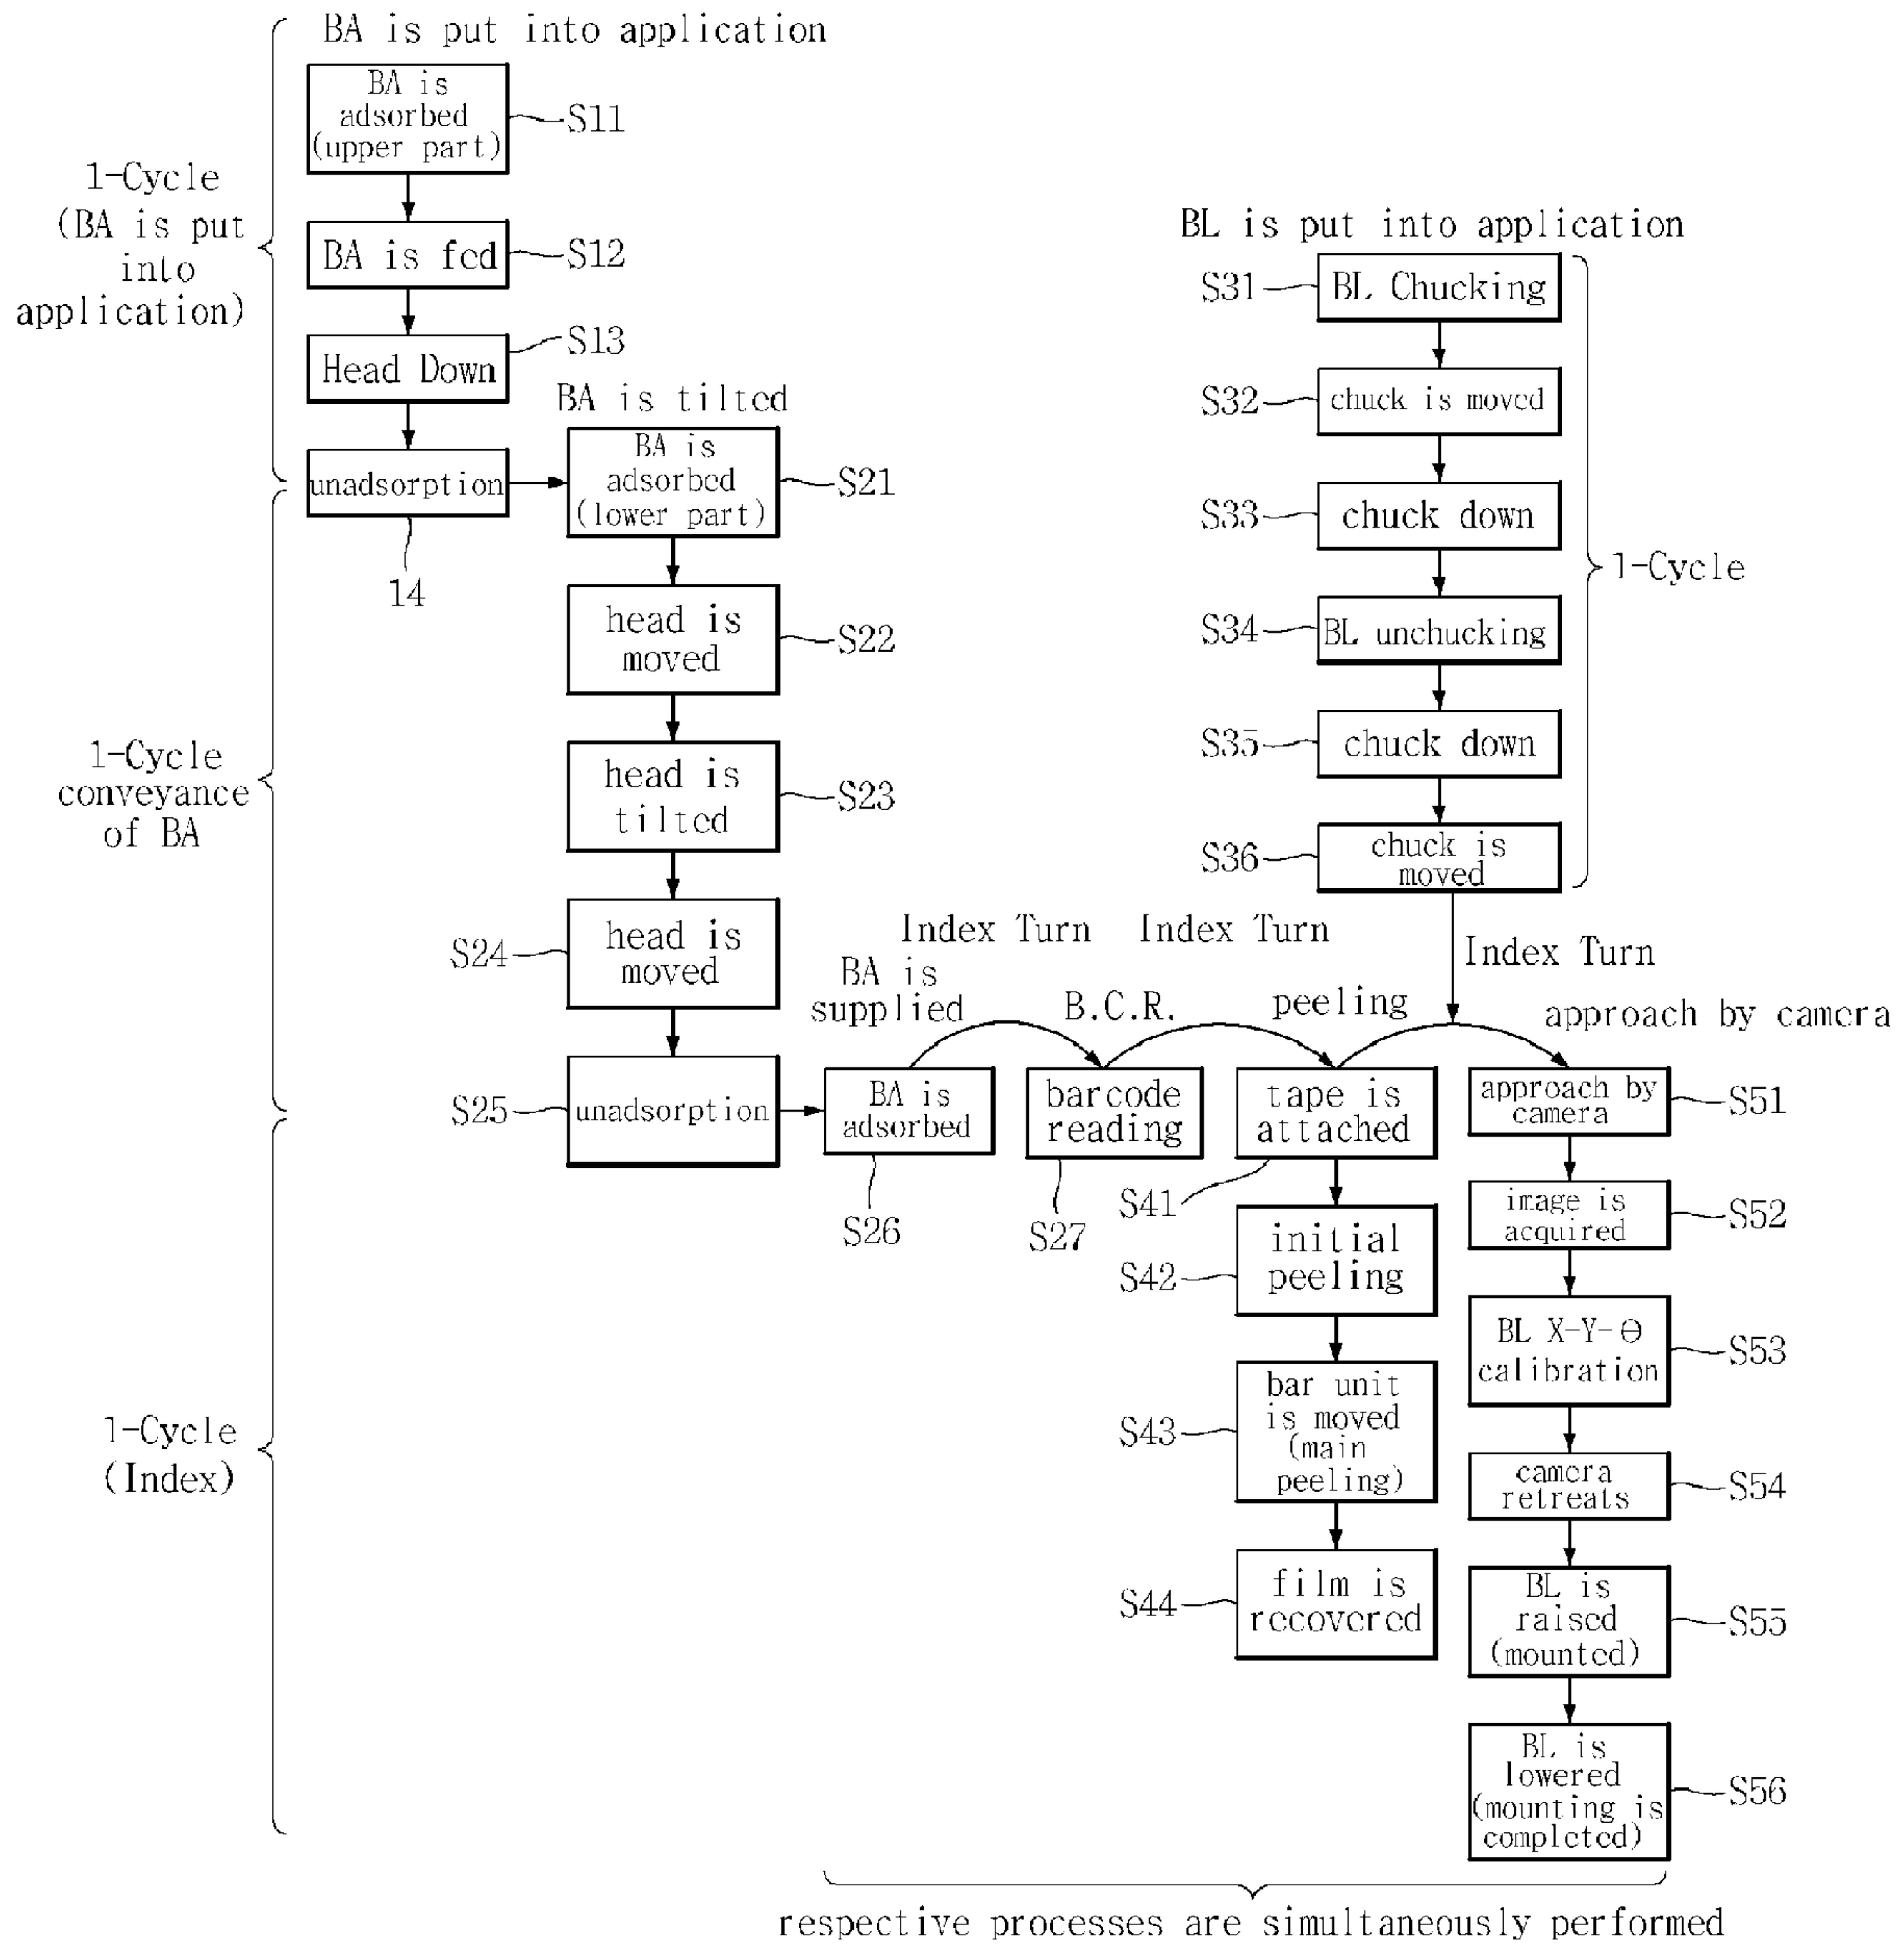 BA is put into application
BA is
adsorbed
(upper part)
S11
1-Cycle
(BA is put
into
application)
BA is fed
S12
Head Down
S13
unadsorption
14
BA is tilted
BA is
adsorbed
(lower part)
S21
head is
moved
S22
head is
tilted
S23
1-Cycle
conveyance
of BA
head is
moved
S24
unadsorption
S25
BL is put into application
BL Chucking
S31
chuck is moved
S32
chuck down
S33
BL unchucking
S34
chuck down
S35
chuck is
moved
S36
1-Cycle
Index Turn
Index Turn
Index Turn
BA is
supplied
B.C.R.
peeling
approach by camera
BA is
adsorbed
S26
barcode
reading
S27
tape is
attached
S41
initial
peeling
S42
bar unit
is moved
(main
peeling)
S43
film is
recovered
S44
approach by
camera
S51
image is
acquired
S52
BL X-Y-Θ
calibration
S53
camera
retreats
S54
BL is
raised
(mounted)
S55
BL is
lowered
(mounting is
completed)
S56
1-Cycle
(Index)
respective processes are simultaneously performed